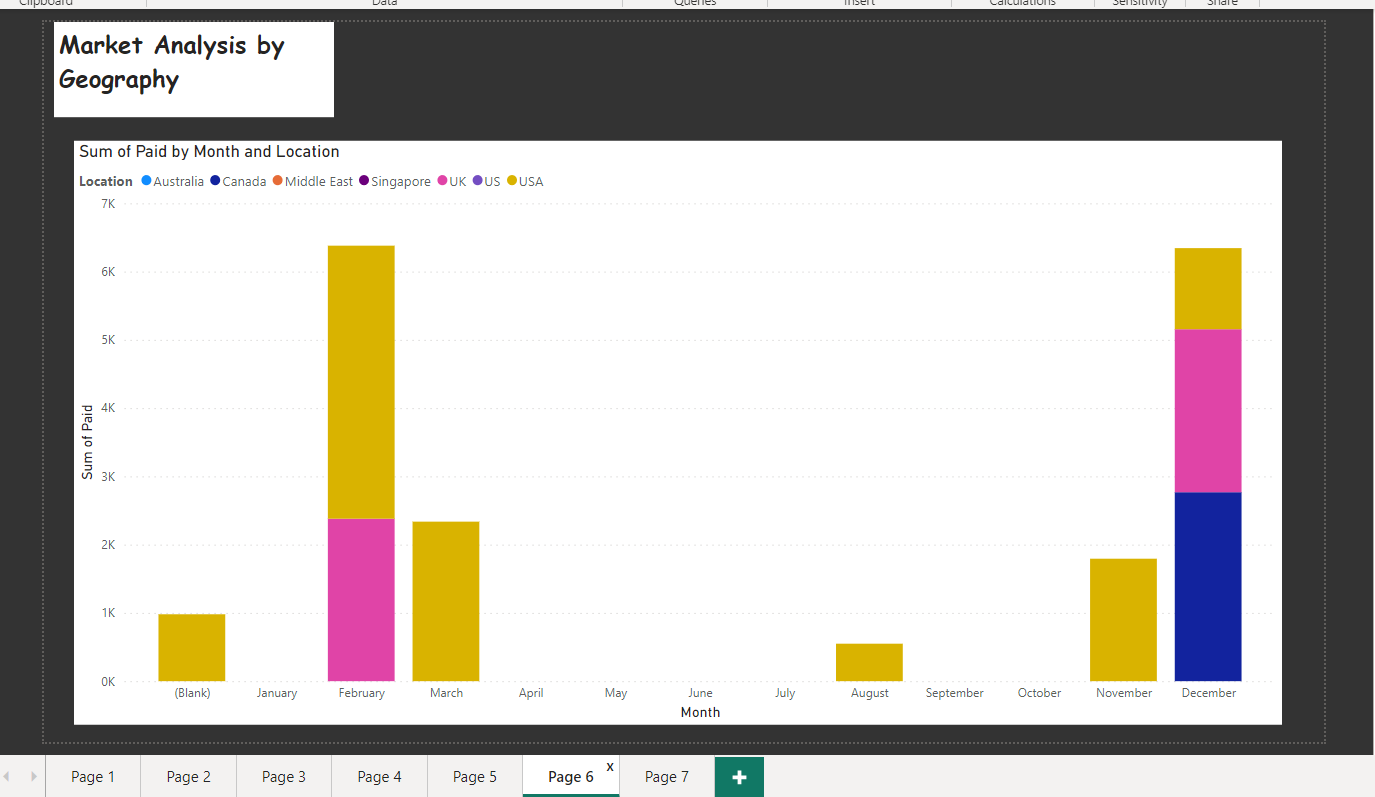 Clipboard Data Queries Insert Calculations Sensitivity Share
Market Analysis by
Geography
Sum of Paid by Month and Location
Location Australia Canada Middle East Singapore UK US USA
7K
6K
5K
4K
3K
2K
1K
0K
Sum of Paid
(Blank) January February March April May June July August September October November December
Month
Page 1 Page 2 Page 3 Page 4 Page 5 Page 6 x Page 7 +